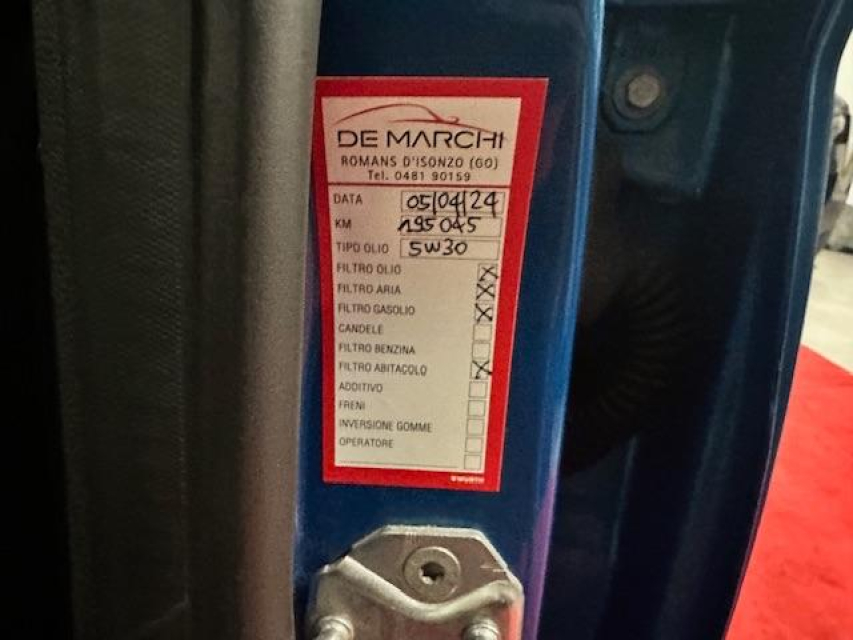 DE MARCHI
ROMANS D'ISONZO (GO)
Tel. 0481 90159
DATA 05/04/24
KM 195045
TIPO OLIO 5W30
FILTRO OLIO X
FILTRO ARIA X
FILTRO GASOLIO X
CANDELE
FILTRO BENZINA
FILTRO ABITACOLO X
ADDITIVO
FRENI
INVERSIONE GOMME
OPERATORE
WÜRTH